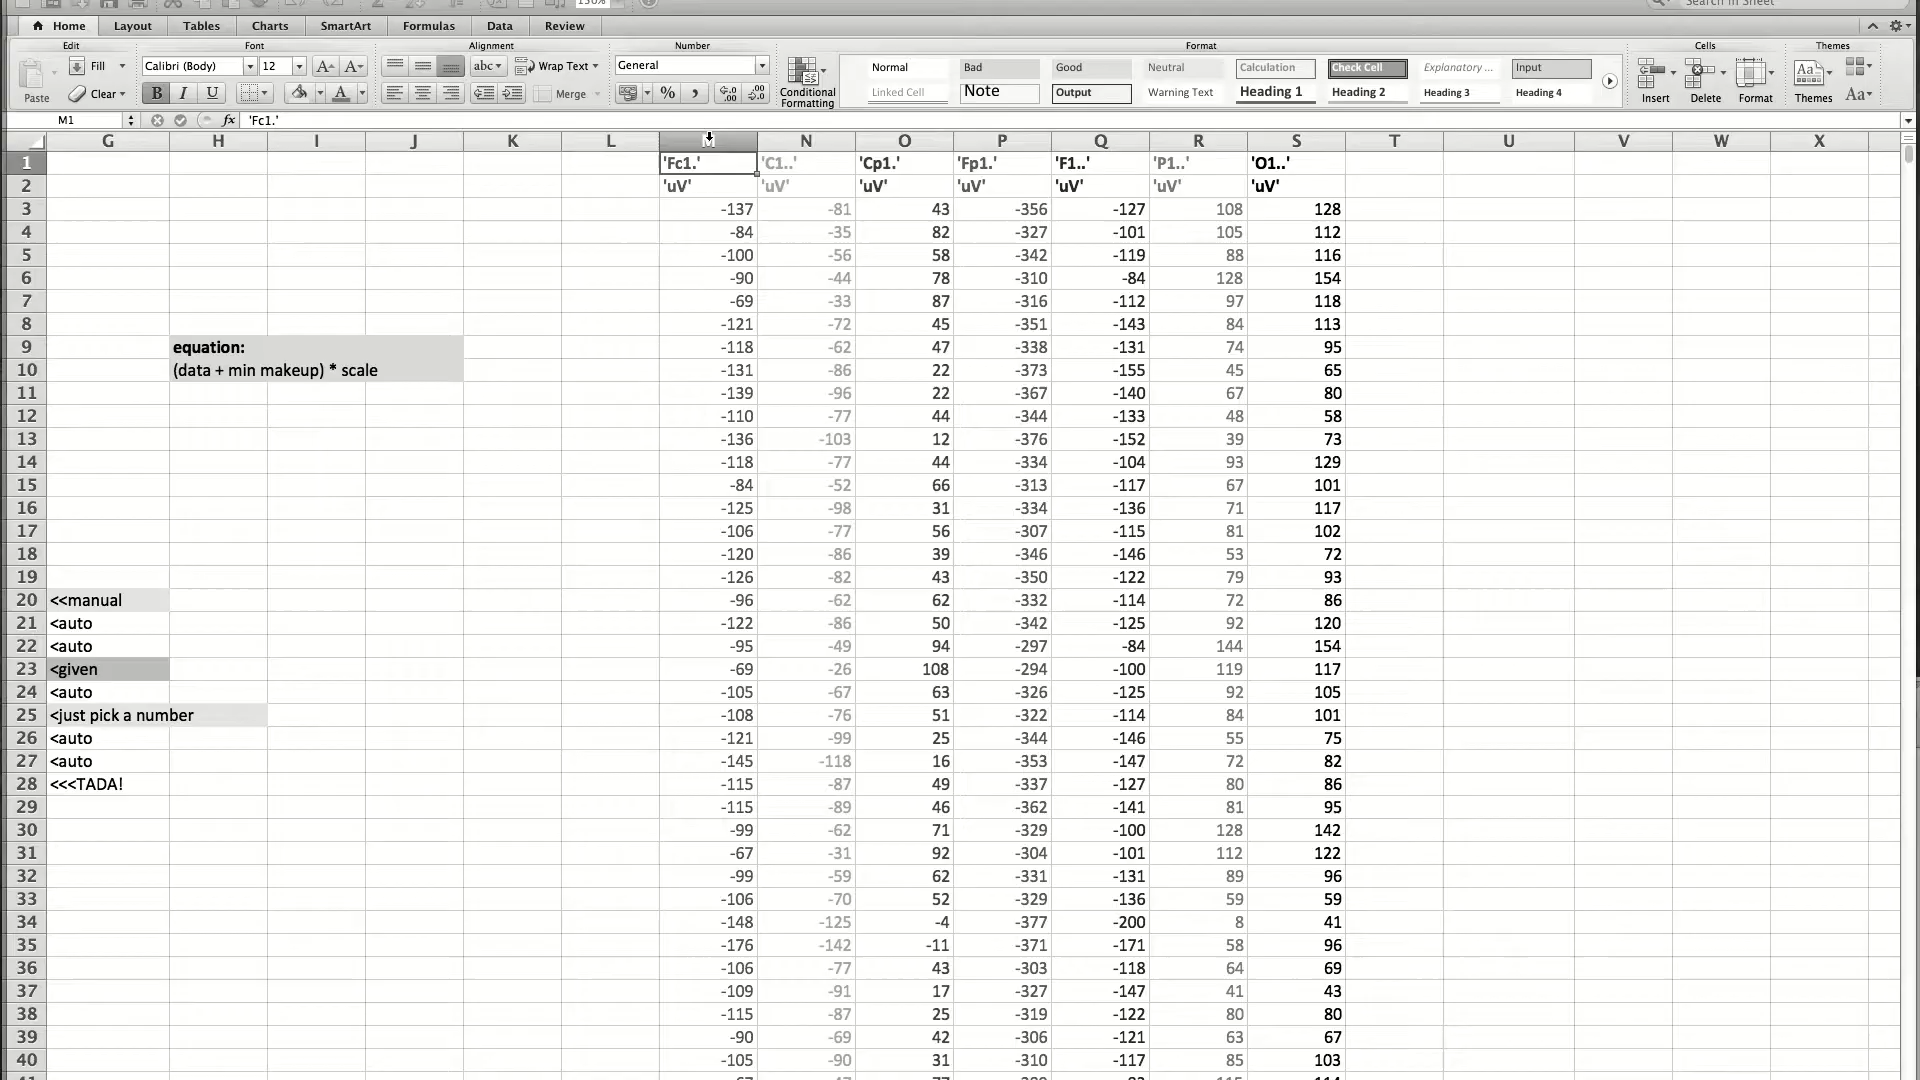 130%
Search in Sheet
Home Layout Tables Charts SmartArt Formulas Data Review
Edit Font Alignment Number Format Cells Themes
Fill Calibri (Body) 12 A A abc Wrap Text General Normal Bad Good Neutral Calculation Check Cell Explanatory ... Input
Paste Clear B I U A Merge % , Conditional Formatting Linked Cell Note Output Warning Text Heading 1 Heading 2 Heading 3 Heading 4 Insert Delete Format Themes Aa
M1 fx 'Fc1.'
G H I J K L M N O P Q R S T U V W X
1 'Fc1.' 'C1..' 'Cp1.' 'Fp1.' 'F1..' 'P1..' 'O1..'
2 'uV' 'uV' 'uV' 'uV' 'uV' 'uV' 'uV'
3 -137 -81 43 -356 -127 108 128
4 -84 -35 82 -327 -101 105 112
5 -100 -56 58 -342 -119 88 116
6 -90 -44 78 -310 -84 128 154
7 -69 -33 87 -316 -112 97 118
8 -121 -72 45 -351 -143 84 113
9 equation: -118 -62 47 -338 -131 74 95
10 (data + min makeup) * scale -131 -86 22 -373 -155 45 65
11 -139 -96 22 -367 -140 67 80
12 -110 -77 44 -344 -133 48 58
13 -136 -103 12 -376 -152 39 73
14 -118 -77 44 -334 -104 93 129
15 -84 -52 66 -313 -117 67 101
16 -125 -98 31 -334 -136 71 117
17 -106 -77 56 -307 -115 81 102
18 -120 -86 39 -346 -146 53 72
19 -126 -82 43 -350 -122 79 93
20 <<manual -96 -62 62 -332 -114 72 86
21 <auto -122 -86 50 -342 -125 92 120
22 <auto -95 -49 94 -297 -84 144 154
23 <given -69 -26 108 -294 -100 119 117
24 <auto -105 -67 63 -326 -125 92 105
25 <just pick a number -108 -76 51 -322 -114 84 101
26 <auto -121 -99 25 -344 -146 55 75
27 <auto -145 -118 16 -353 -147 72 82
28 <<<TADA! -115 -87 49 -337 -127 80 86
29 -115 -89 46 -362 -141 81 95
30 -99 -62 71 -329 -100 128 142
31 -67 -31 92 -304 -101 112 122
32 -99 -59 62 -331 -131 89 96
33 -106 -70 52 -329 -136 59 59
34 -148 -125 -4 -377 -200 8 41
35 -176 -142 -11 -371 -171 58 96
36 -106 -77 43 -303 -118 64 69
37 -109 -91 17 -327 -147 41 43
38 -115 -87 25 -319 -122 80 80
39 -90 -69 42 -306 -121 63 67
40 -105 -90 31 -310 -117 85 103